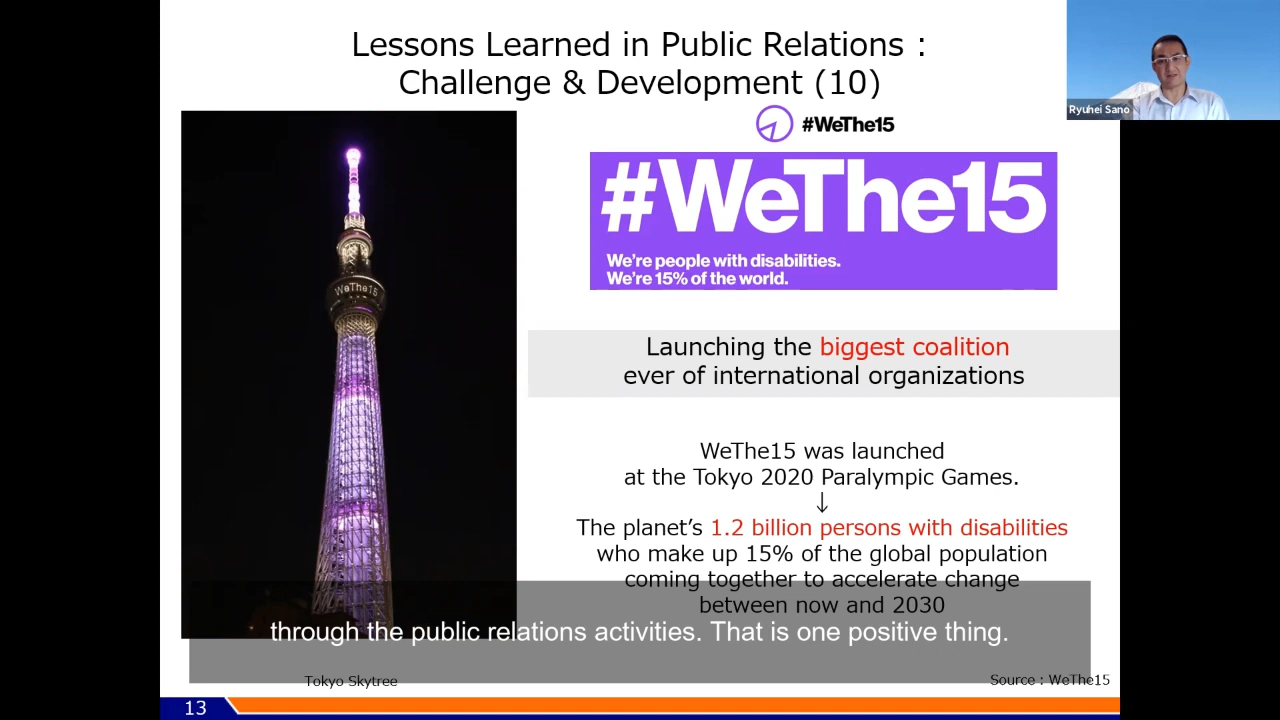 Lessons Learned in Public Relations :
Challenge & Development (10)
Ryuhei Sano
#WeThe15
#WeThe15
We're people with disabilities.
We're 15% of the world.
WeThe15
Launching the biggest coalition
ever of international organizations
WeThe15 was launched
at the Tokyo 2020 Paralympic Games.
↓
The planet's 1.2 billion persons with disabilities
who make up 15% of the global population
coming together to accelerate change
between now and 2030
through the public relations activities. That is one positive thing.
Tokyo Skytree
Source : WeThe15
13